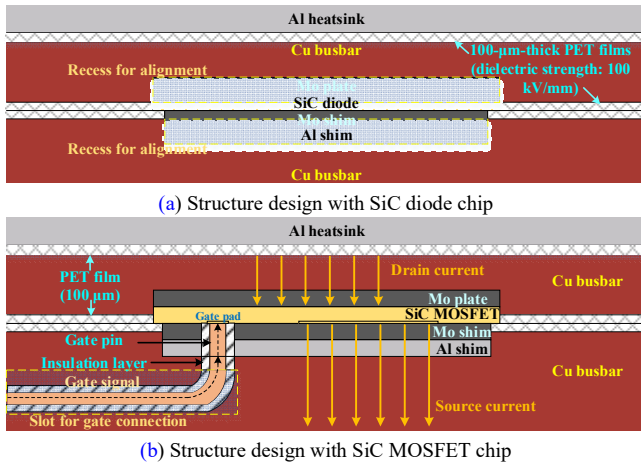 Al heatsink
Cu busbar
100-μm-thick PET films
(dielectric strength: 100
kV/mm)
Recess for alignment
Mo plate
SiC diode
Mo shim
Al shim
Recess for alignment
Cu busbar
(a) Structure design with SiC diode chip
Al heatsink
PET film
(100 μm)
Drain current
Cu busbar
Mo plate
SiC MOSFET
Gate pad
Gate pin
Mo shim
Insulation layer
Al shim
Gate signal
Cu busbar
Source current
Slot for gate connection
(b) Structure design with SiC MOSFET chip